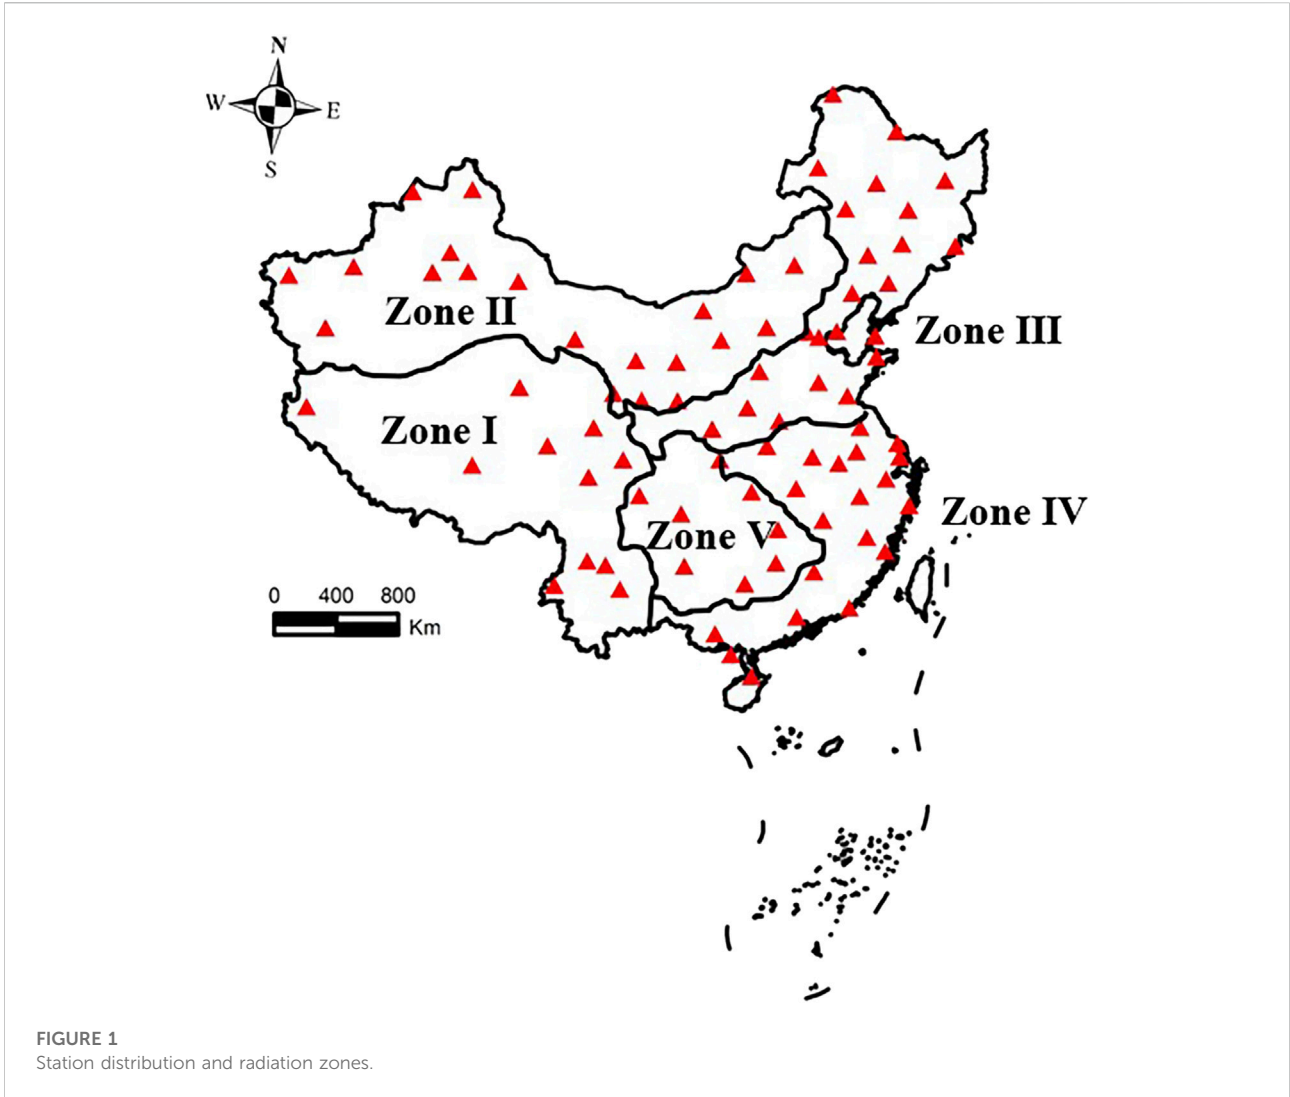 N
W
E
S
Zone II
Zone III
Zone I
Zone IV
Zone V
0 400 800
Km
FIGURE 1
Station distribution and radiation zones.